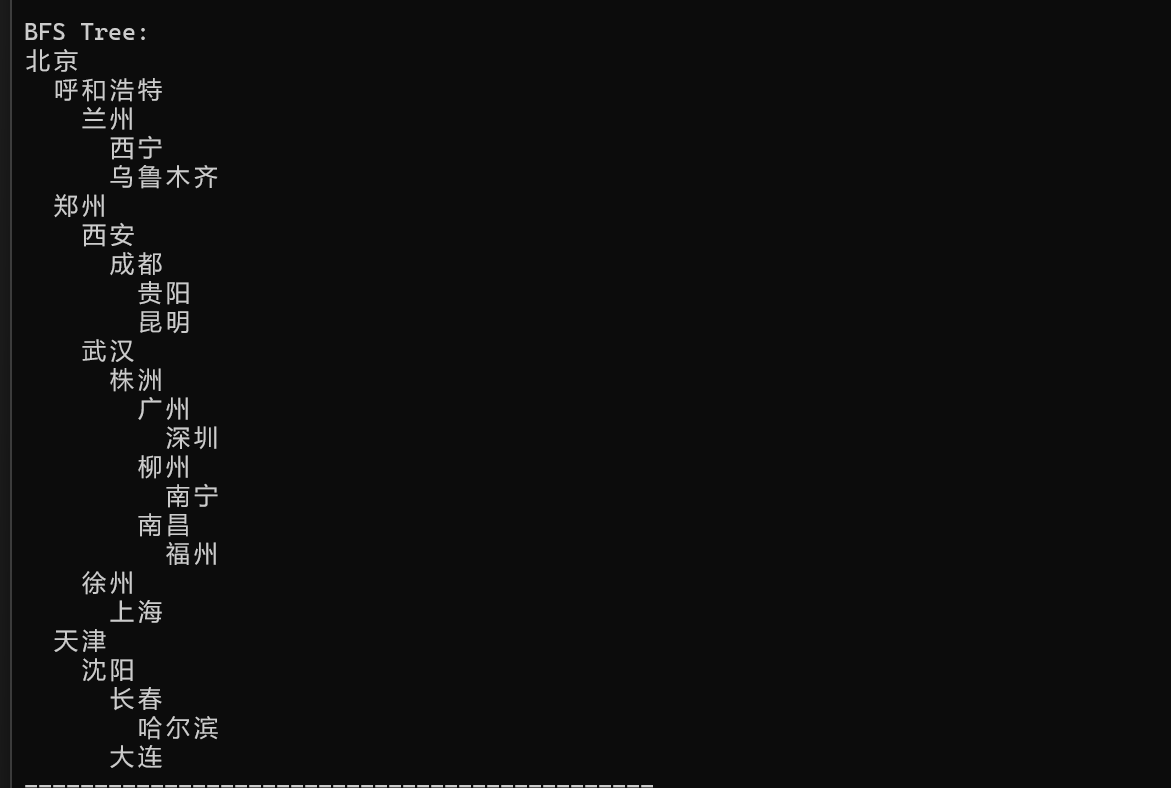 BFS Tree:
北京
  呼和浩特
    兰州
      西宁
      乌鲁木齐
  郑州
    西安
      成都
        贵阳
        昆明
    武汉
      株洲
        广州
          深圳
        柳州
          南宁
        南昌
          福州
    徐州
      上海
  天津
    沈阳
      长春
        哈尔滨
      大连
---------------------------------------------